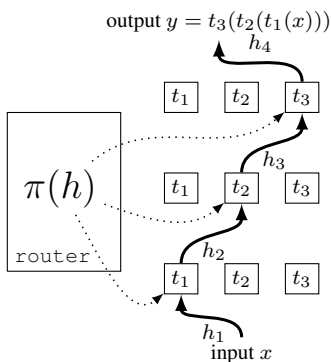 output y = t₃(t₂(t₁(x)))
h₄
t₁ t₂ t₃
h₃
π(h)
t₁ t₂ t₃
h₂
router
t₁ t₂ t₃
h₁
input x